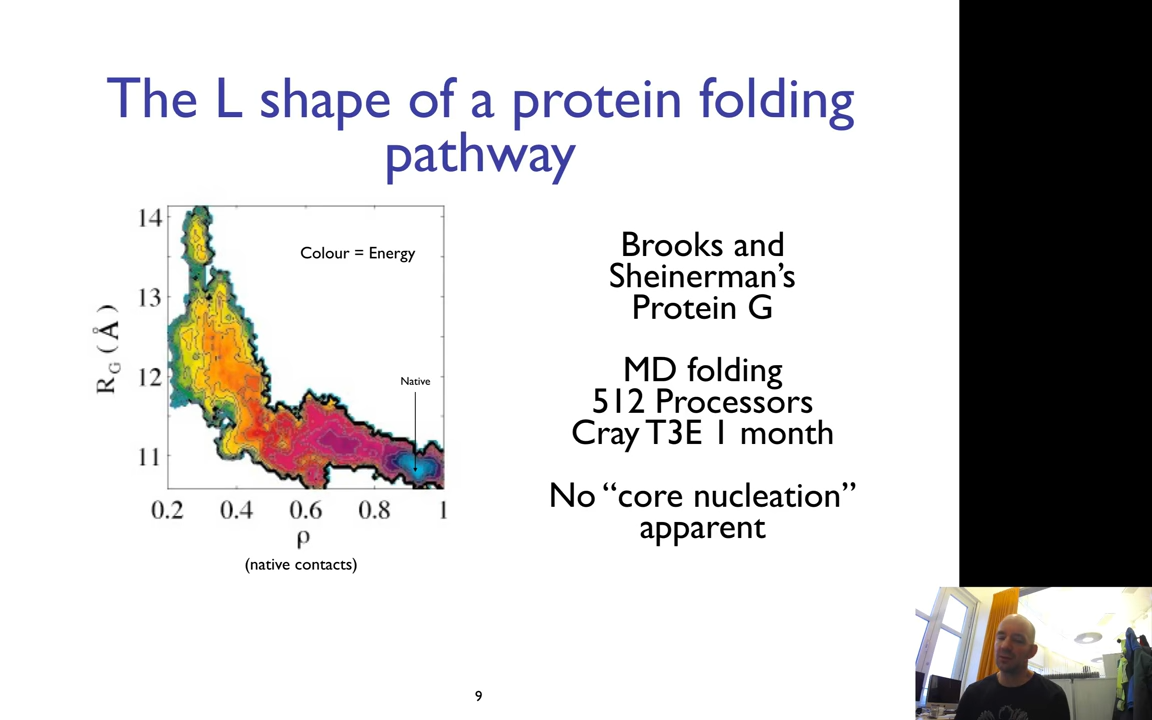 The L shape of a protein folding
pathway
14
13
12
11
R_G (Å)
Colour = Energy
Native
0.2 0.4 0.6 0.8 1
ρ
(native contacts)
Brooks and
Sheinerman’s
Protein G
MD folding
512 Processors
Cray T3E 1 month
No “core nucleation”
apparent
9